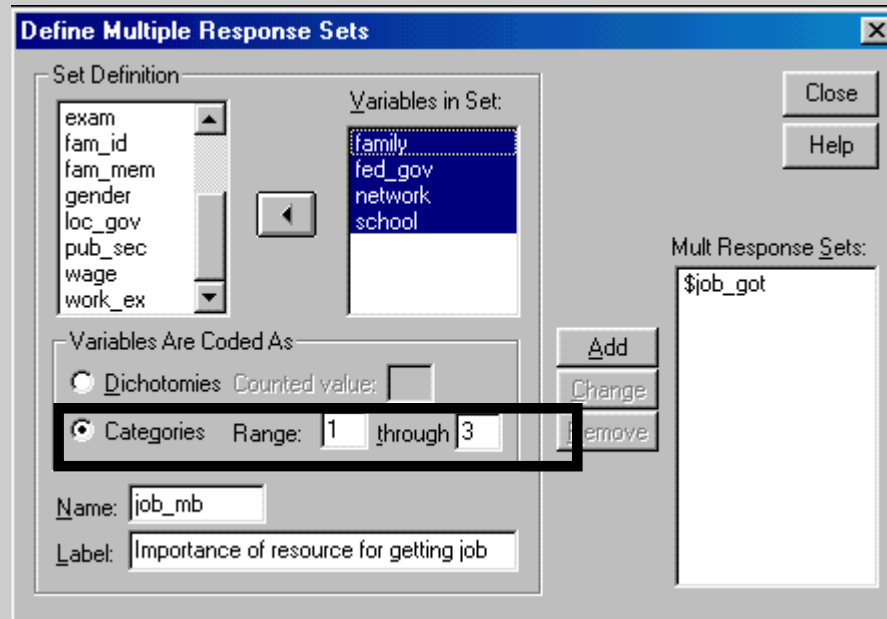 Define Multiple Response Sets
Set Definition
exam
fam_id
fam_mem
gender
loc_gov
pub_sec
wage
work_ex
Variables in Set:
family
fed_gov
network
school
Close
Help
Mult Response Sets:
$job_got
Variables Are Coded As
Dichotomies Counted value:
Categories Range: 1 through 3
Add
Change
emove
Name: job_mb
Label: Importance of resource for getting job